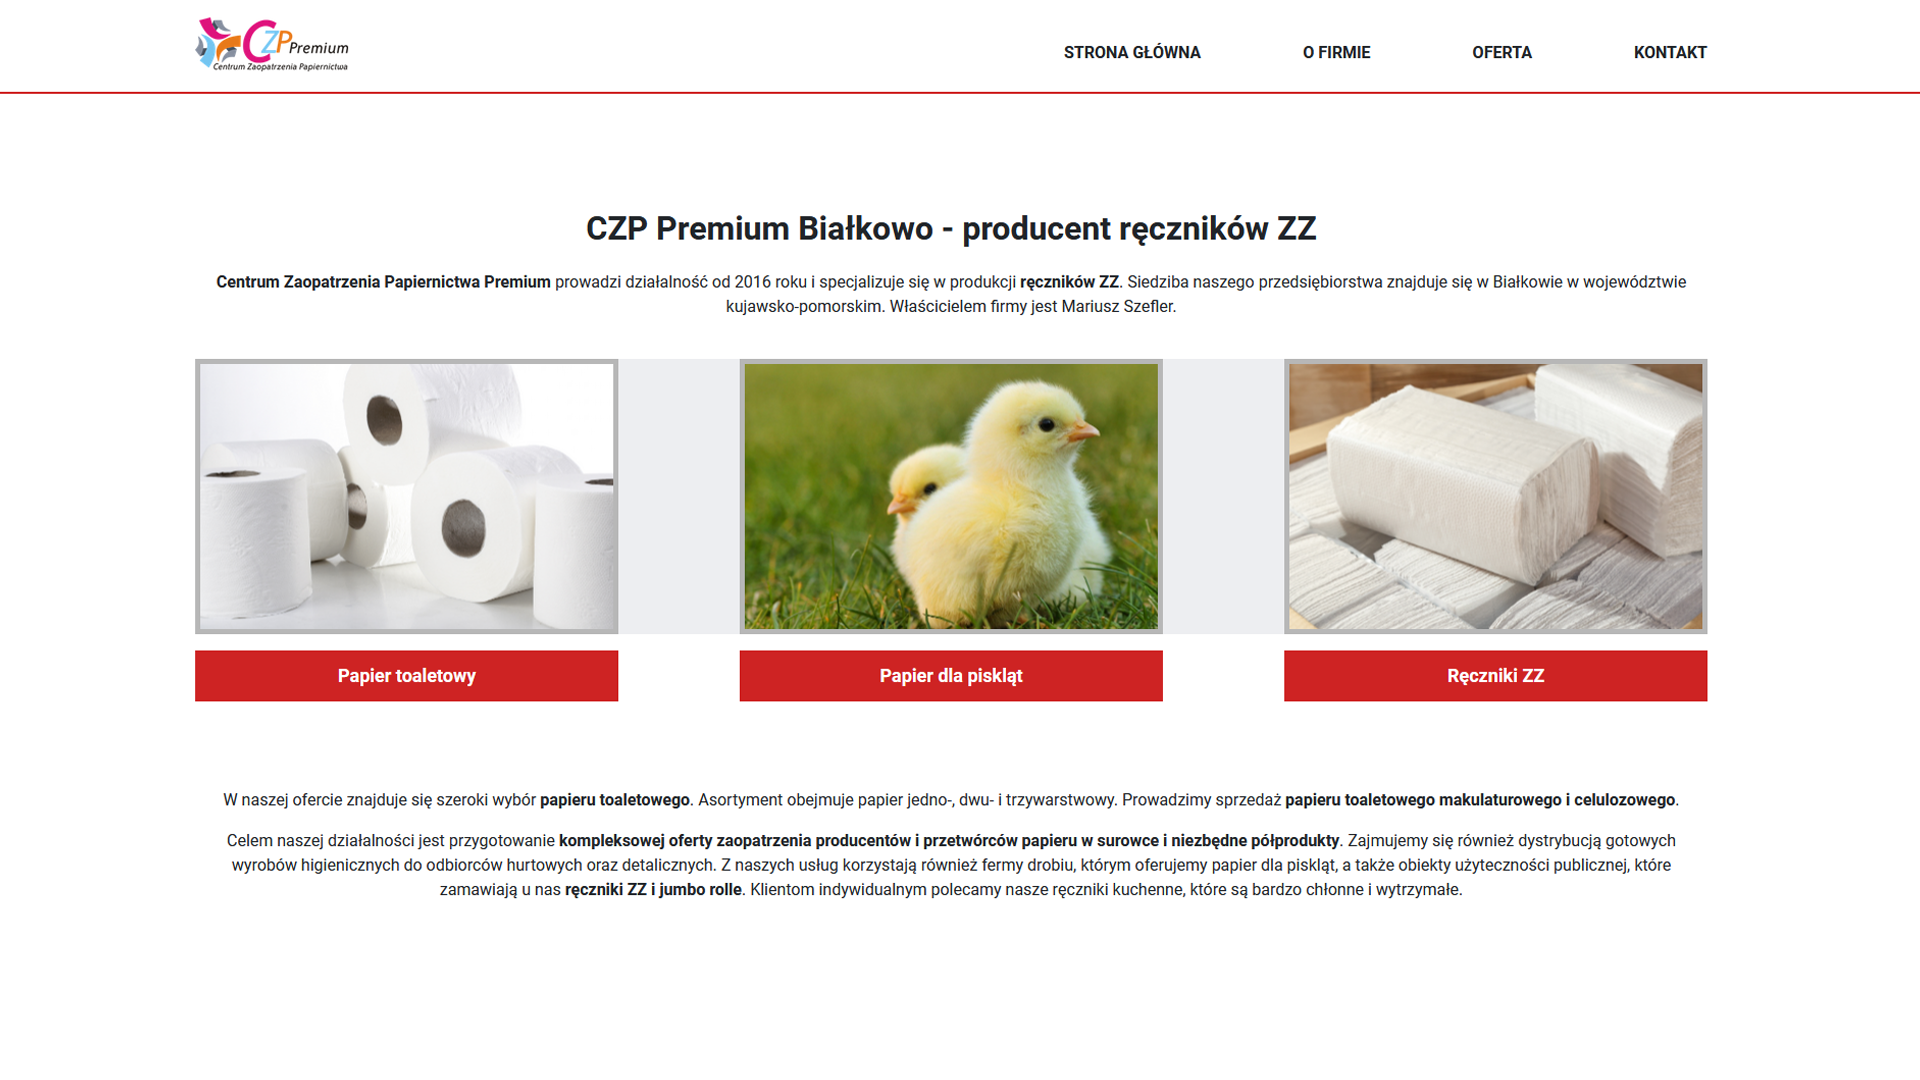 CZP Premium
Centrum Zaopatrzenia Papiernictwa
STRONA GŁÓWNA
O FIRMIE
OFERTA
KONTAKT
CZP Premium Białkowo - producent ręczników ZZ
Centrum Zaopatrzenia Papiernictwa Premium prowadzi działalność od 2016 roku i specjalizuje się w produkcji ręczników ZZ. Siedziba naszego przedsiębiorstwa znajduje się w Białkowie w województwie
kujawsko-pomorskim. Właścicielem firmy jest Mariusz Szefler.
Papier toaletowy
Papier dla piskląt
Ręczniki ZZ
W naszej ofercie znajduje się szeroki wybór papieru toaletowego. Asortyment obejmuje papier jedno-, dwu- i trzywarstwowy. Prowadzimy sprzedaż papieru toaletowego makulaturowego i celulozowego.
Celem naszej działalności jest przygotowanie kompleksowej oferty zaopatrzenia producentów i przetwórców papieru w surowce i niezbędne półprodukty. Zajmujemy się również dystrybucją gotowych
wyrobów higienicznych do odbiorców hurtowych oraz detalicznych. Z naszych usług korzystają również fermy drobiu, którym oferujemy papier dla piskląt, a także obiekty użyteczności publicznej, które
zamawiają u nas ręczniki ZZ i jumbo rolle. Klientom indywidualnym polecamy nasze ręczniki kuchenne, które są bardzo chłonne i wytrzymałe.